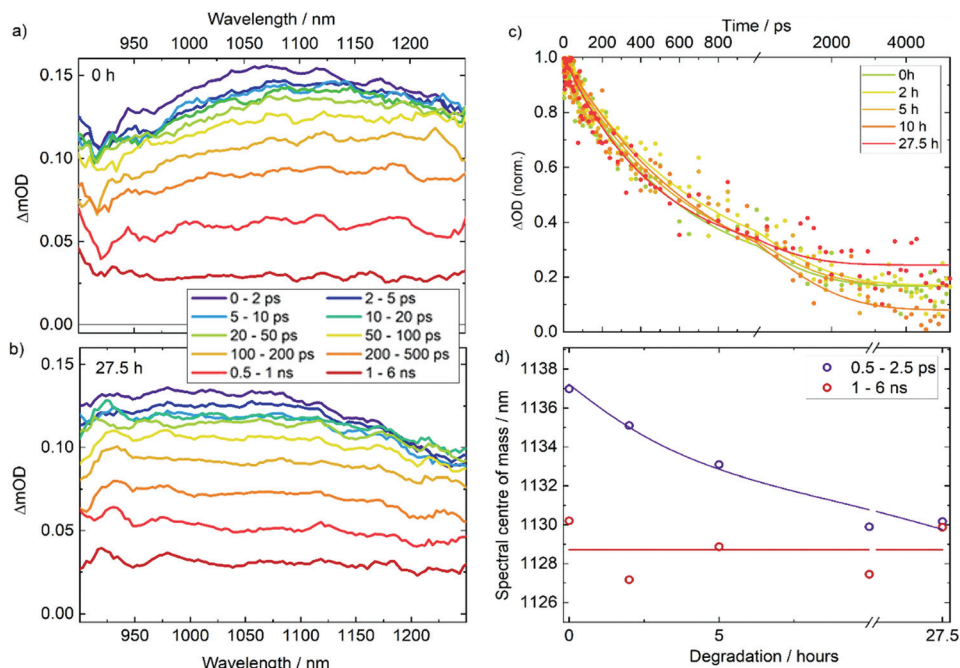 a)
Wavelength / nm
950 1000 1050 1100 1150 1200
0.15
0.10
0.05
0.00
ΔmOD
0 h
0 - 2 ps 2 - 5 ps
5 - 10 ps 10 - 20 ps
20 - 50 ps 50 - 100 ps
100 - 200 ps 200 - 500 ps
0.5 - 1 ns 1 - 6 ns
b)
0.15
0.10
0.05
0.00
ΔmOD
27.5 h
950 1000 1050 1100 1150 1200
Wavelength / nm
c)
Time / ps
0 200 400 600 800 2000 4000
1.0
0.8
0.6
0.4
0.2
0.0
ΔOD (norm.)
0h
2 h
5 h
10 h
27.5 h
d)
1138
1136
1134
1132
1130
1128
1126
Spectral centre of mass / nm
0.5 - 2.5 ps
1 - 6 ns
0 5 27.5
Degradation / hours